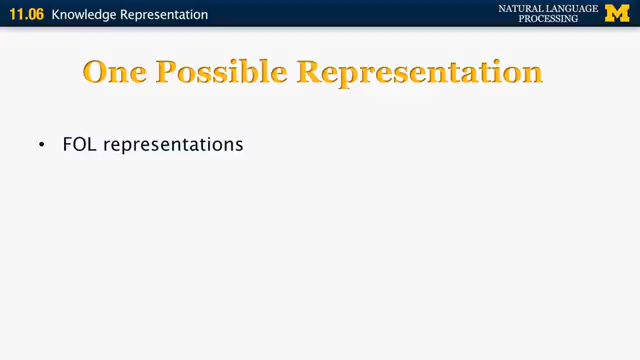 11.06 Knowledge Representation
NATURAL LANGUAGE
PROCESSING
M
One Possible Representation
• FOL representations